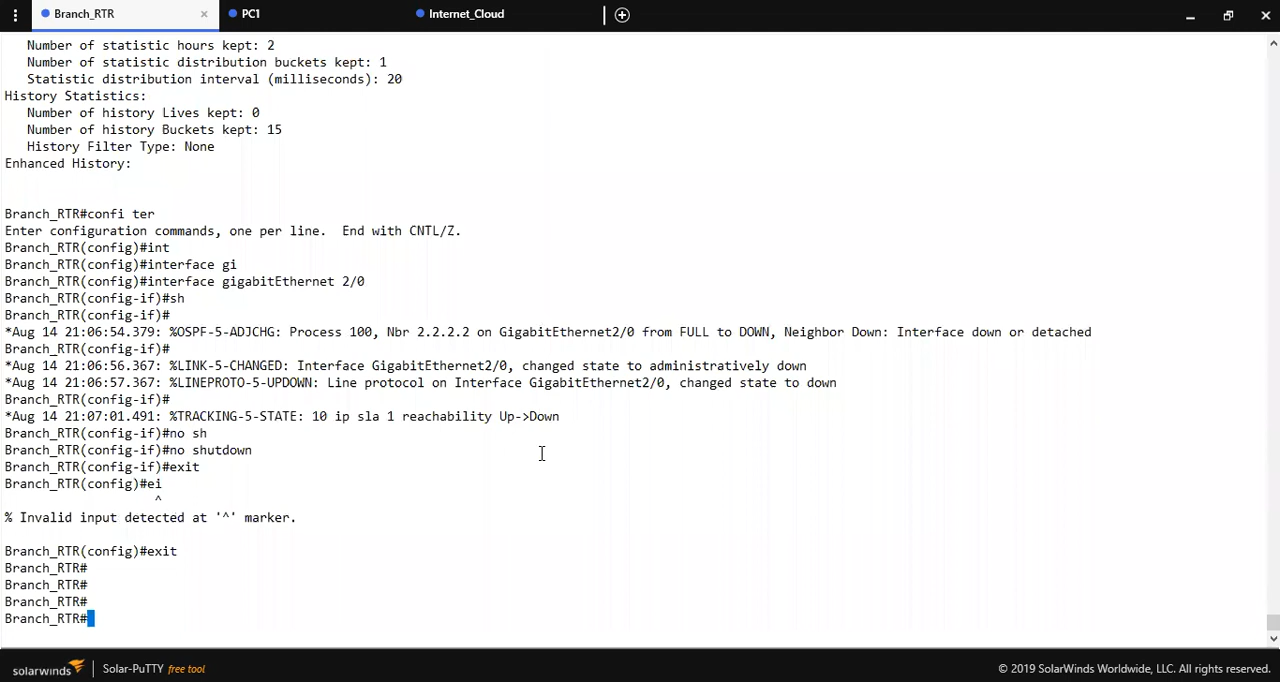 Branch_RTR
PC1
Internet_Cloud
Number of statistic hours kept: 2
Number of statistic distribution buckets kept: 1
Statistic distribution interval (milliseconds): 20
History Statistics:
Number of history Lives kept: 0
Number of history Buckets kept: 15
History Filter Type: None
Enhanced History:
Branch_RTR#confi ter
Enter configuration commands, one per line.  End with CNTL/Z.
Branch_RTR(config)#int
Branch_RTR(config)#interface gi
Branch_RTR(config)#interface gigabitEthernet 2/0
Branch_RTR(config-if)#sh
Branch_RTR(config-if)#
*Aug 14 21:06:54.379: %OSPF-5-ADJCHG: Process 100, Nbr 2.2.2.2 on GigabitEthernet2/0 from FULL to DOWN, Neighbor Down: Interface down or detached
Branch_RTR(config-if)#
*Aug 14 21:06:56.367: %LINK-5-CHANGED: Interface GigabitEthernet2/0, changed state to administratively down
*Aug 14 21:06:57.367: %LINEPROTO-5-UPDOWN: Line protocol on Interface GigabitEthernet2/0, changed state to down
Branch_RTR(config-if)#
*Aug 14 21:07:01.491: %TRACKING-5-STATE: 10 ip sla 1 reachability Up->Down
Branch_RTR(config-if)#no sh
Branch_RTR(config-if)#no shutdown
Branch_RTR(config-if)#exit
Branch_RTR(config)#ei
^
% Invalid input detected at '^' marker.
Branch_RTR(config)#exit
Branch_RTR#
Branch_RTR#
Branch_RTR#
Branch_RTR#
solarwinds Solar-PuTTY free tool
© 2019 SolarWinds Worldwide, LLC. All rights reserved.